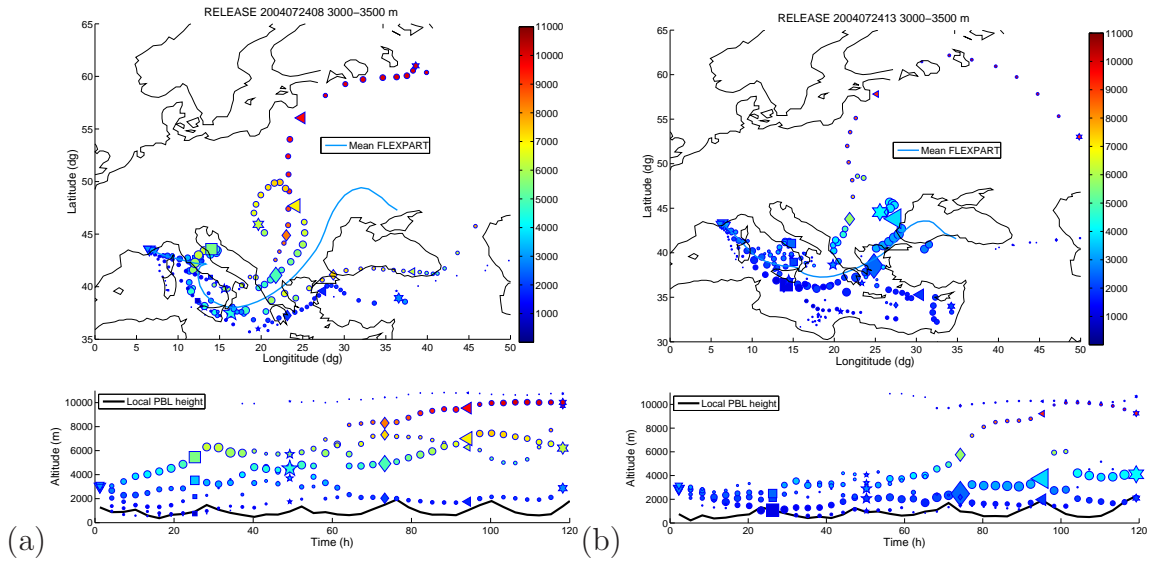 RELEASE 2004072408 3000−3500 m
65
60
55
50
45
40
35
30
Latitude (dg)
0 5 10 15 20 25 30 35 40 45 50
Longtitude (dg)
Mean FLEXPART
11000
10000
9000
8000
7000
6000
5000
4000
3000
2000
1000
Local PBL height
10000
8000
6000
4000
2000
0
Altitude (m)
0 20 40 60 80 100 120
Time (h)
(a)
RELEASE 2004072413 3000−3500 m
65
60
55
50
45
40
35
30
Latitude (dg)
0 5 10 15 20 25 30 35 40 45 50
Longtitude (dg)
Mean FLEXPART
11000
10000
9000
8000
7000
6000
5000
4000
3000
2000
1000
Local PBL height
10000
8000
6000
4000
2000
0
Altitude (m)
0 20 40 60 80 100 120
Time (h)
(b)